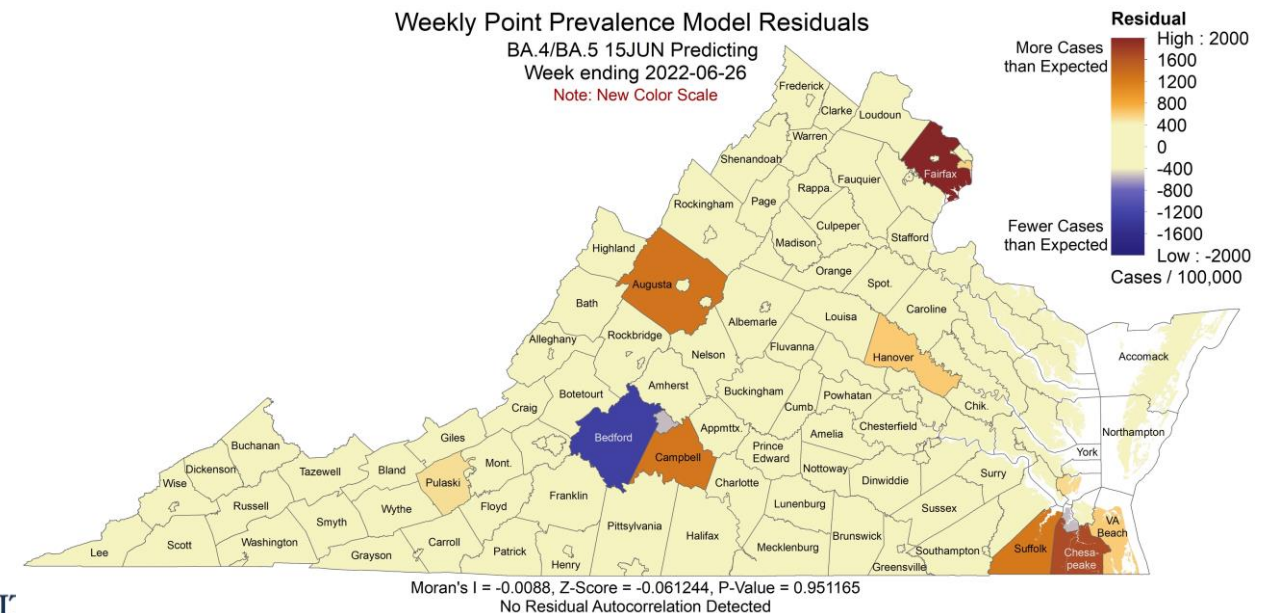 Weekly Point Prevalence Model Residuals
BA.4/BA.5 15JUN Predicting
Week ending 2022-06-26
Note: New Color Scale
Residual
More Cases
than Expected
High : 2000
1600
1200
800
400
0
-400
-800
-1200
-1600
Low : -2000
Fewer Cases
than Expected
Cases / 100,000
Frederick
Clarke
Loudoun
Warren
Shenandoah
Fairfax
Fauquier
Rappa.
Page
Rockingham
Culpeper
Stafford
Madison
Highland
Orange
Augusta
Spot.
Bath
Caroline
Louisa
Albemarle
Rockbridge
Alleghany
Fluvanna
Nelson
Hanover
Accomack
Amherst
Botetourt
Buckingham
Powhatan
Cumb.
Chik.
Craig
Appmttx.
Chesterfield
Northampton
Bedford
Amelia
Giles
Buchanan
Campbell
Prince
Edward
York
Mont.
Dickenson
Tazewell
Bland
Nottoway
Surry
Wise
Pulaski
Charlotte
Dinwiddie
Franklin
Russell
Wythe
Floyd
Lunenburg
Sussex
Smyth
Pittsylvania
VA
Beach
Halifax
Brunswick
Washington
Carroll
Scott
Lee
Grayson
Patrick
Henry
Mecklenburg
Southampton
Suffolk
Chesa-
peake
Greensville
Moran's I = -0.0088, Z-Score = -0.061244, P-Value = 0.951165
No Residual Autocorrelation Detected